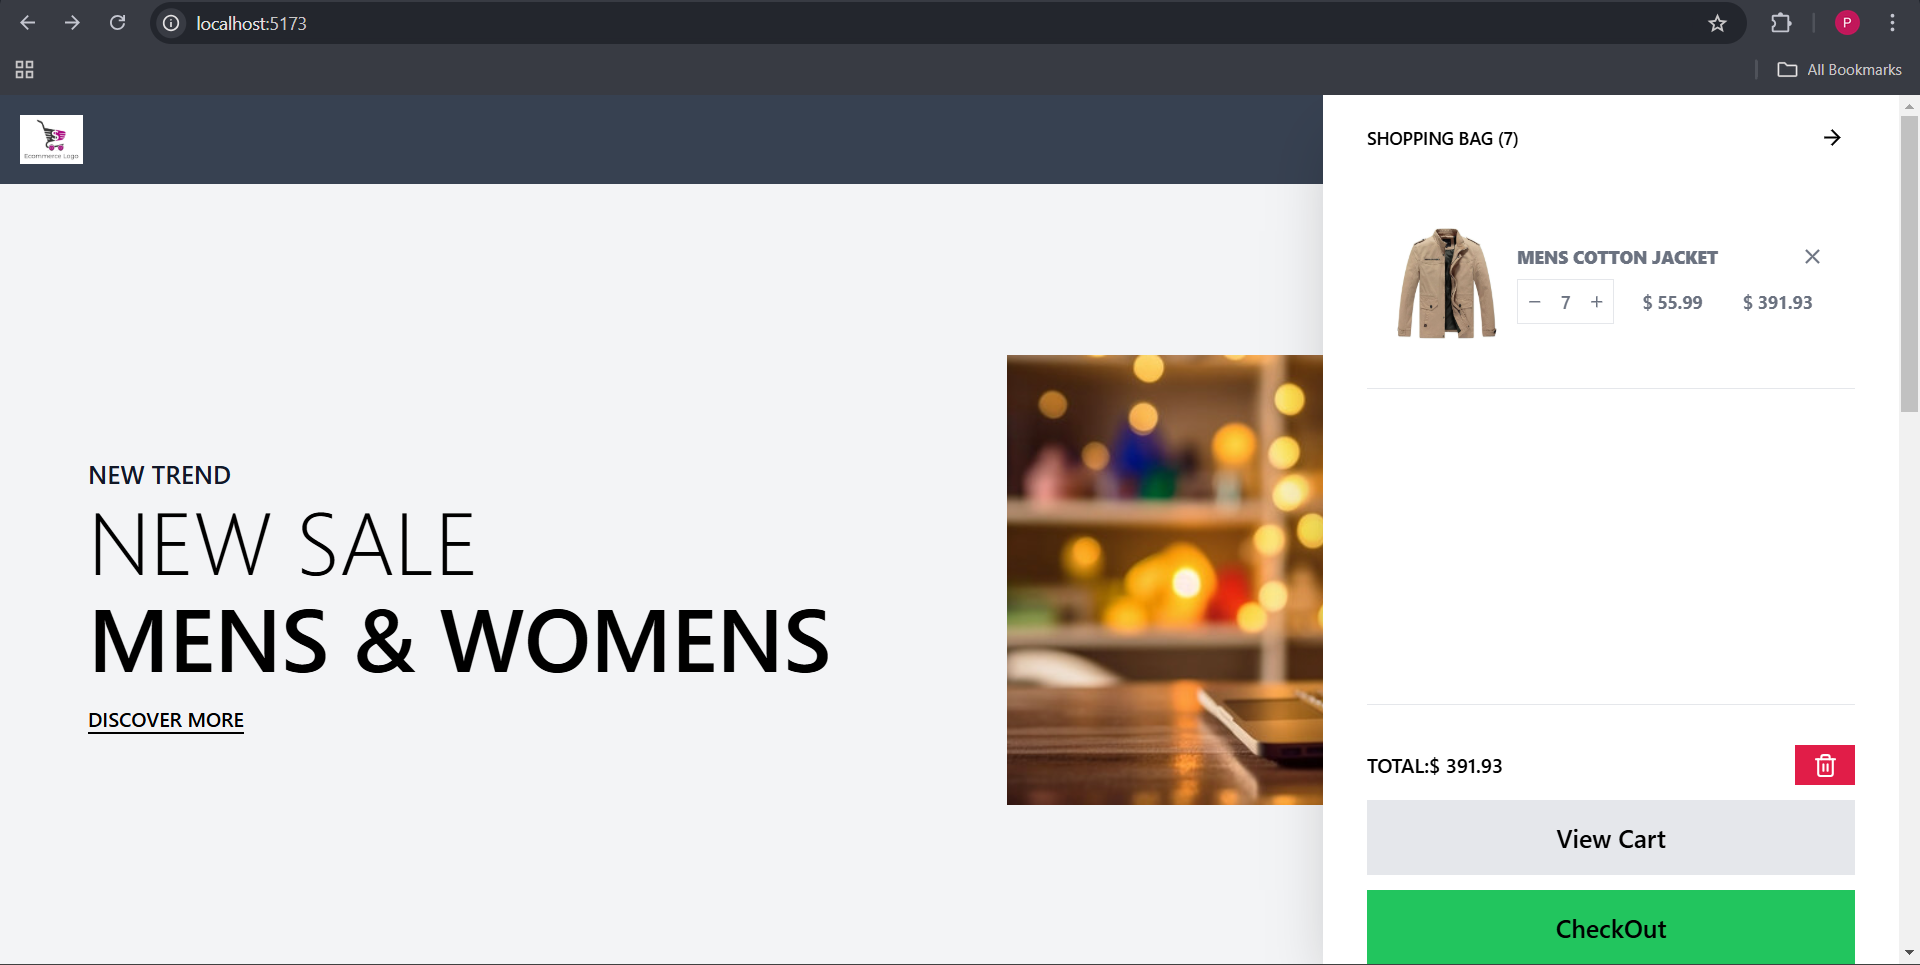 localhost:5173
P
All Bookmarks
Ecommerce Logo
SHOPPING BAG (7)
MENS COTTON JACKET
− 7 + $ 55.99 $ 391.93
NEW TREND
NEW SALE
MENS & WOMENS
DISCOVER MORE
TOTAL:$ 391.93
View Cart
CheckOut